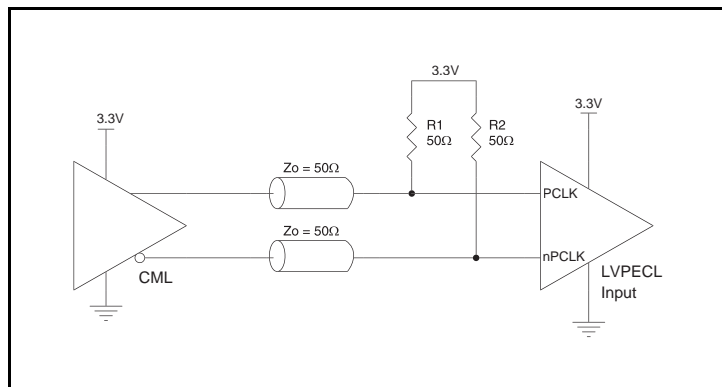 3.3V
3.3V
3.3V
R1
50Ω
R2
50Ω
Zo = 50Ω
PCLK
Zo = 50Ω
nPCLK
CML
LVPECL
Input